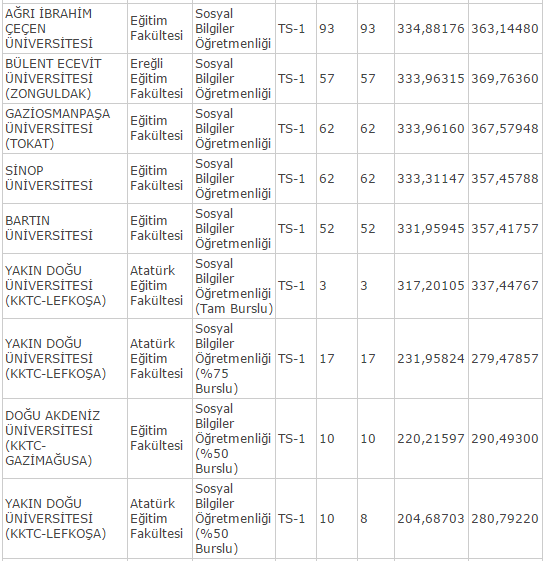 AĞRI İBRAHİM
ÇEÇEN
ÜNİVERSİTESİ
Eğitim
Fakültesi
Sosyal
Bilgiler
Öğretmenliği
TS-1
93
93
334,88176
363,14480
BÜLENT ECEVİT
ÜNİVERSİTESİ
(ZONGULDAK)
Ereğli
Eğitim
Fakültesi
Sosyal
Bilgiler
Öğretmenliği
TS-1
57
57
333,96315
369,76360
GAZİOSMANPAŞA
ÜNİVERSİTESİ
(TOKAT)
Eğitim
Fakültesi
Sosyal
Bilgiler
Öğretmenliği
TS-1
62
62
333,96160
367,57948
SİNOP
ÜNİVERSİTESİ
Eğitim
Fakültesi
Sosyal
Bilgiler
Öğretmenliği
TS-1
62
62
333,31147
357,45788
BARTIN
ÜNİVERSİTESİ
Eğitim
Fakültesi
Sosyal
Bilgiler
Öğretmenliği
TS-1
52
52
331,95945
357,41757
YAKIN DOĞU
ÜNİVERSİTESİ
(KKTC-LEFKOŞA)
Atatürk
Eğitim
Fakültesi
Sosyal
Bilgiler
Öğretmenliği
(Tam Burslu)
TS-1
3
3
317,20105
337,44767
YAKIN DOĞU
ÜNİVERSİTESİ
(KKTC-LEFKOŞA)
Atatürk
Eğitim
Fakültesi
Sosyal
Bilgiler
Öğretmenliği
(%75
Burslu)
TS-1
17
17
231,95824
279,47857
DOĞU AKDENİZ
ÜNİVERSİTESİ
(KKTC-
GAZİMAĞUSA)
Eğitim
Fakültesi
Sosyal
Bilgiler
Öğretmenliği
(%50
Burslu)
TS-1
10
10
220,21597
290,49300
YAKIN DOĞU
ÜNİVERSİTESİ
(KKTC-LEFKOŞA)
Atatürk
Eğitim
Fakültesi
Sosyal
Bilgiler
Öğretmenliği
(%50
Burslu)
TS-1
10
8
204,68703
280,79220